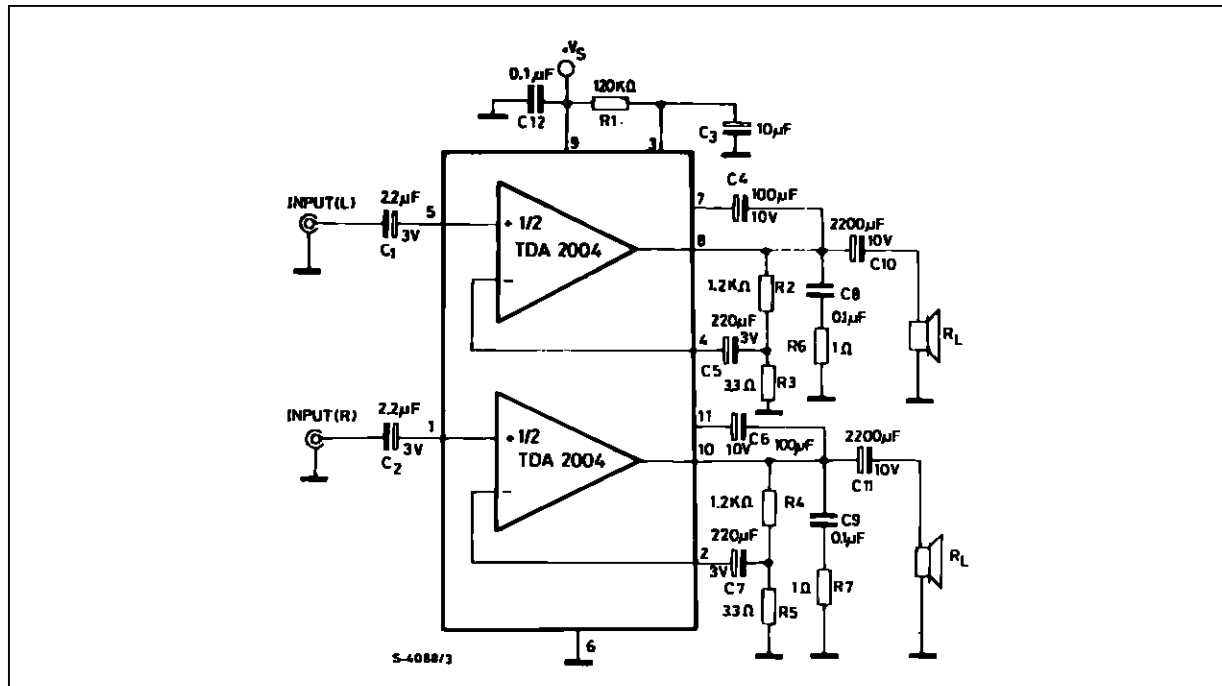 +VS
0.1µF
C12
120KΩ
R1
9
3
C3
10µF
INPUT(L)
2.2µF
C1
3V
5
+ 1/2
TDA 2004
-
7
C4
100µF
10V
8
2200µF
10V
C10
1.2KΩ
R2
C8
0.1µF
220µF
3V
4
C5
R6
1Ω
RL
3.3Ω
R3
INPUT(R)
2.2µF
C2
3V
1
+ 1/2
TDA 2004
-
11
C6
10V
100µF
10
2200µF
10V
C11
1.2KΩ
R4
C9
0.1µF
220µF
2
3V
C7
1Ω
R7
RL
3.3Ω
R5
6
S-4088/3